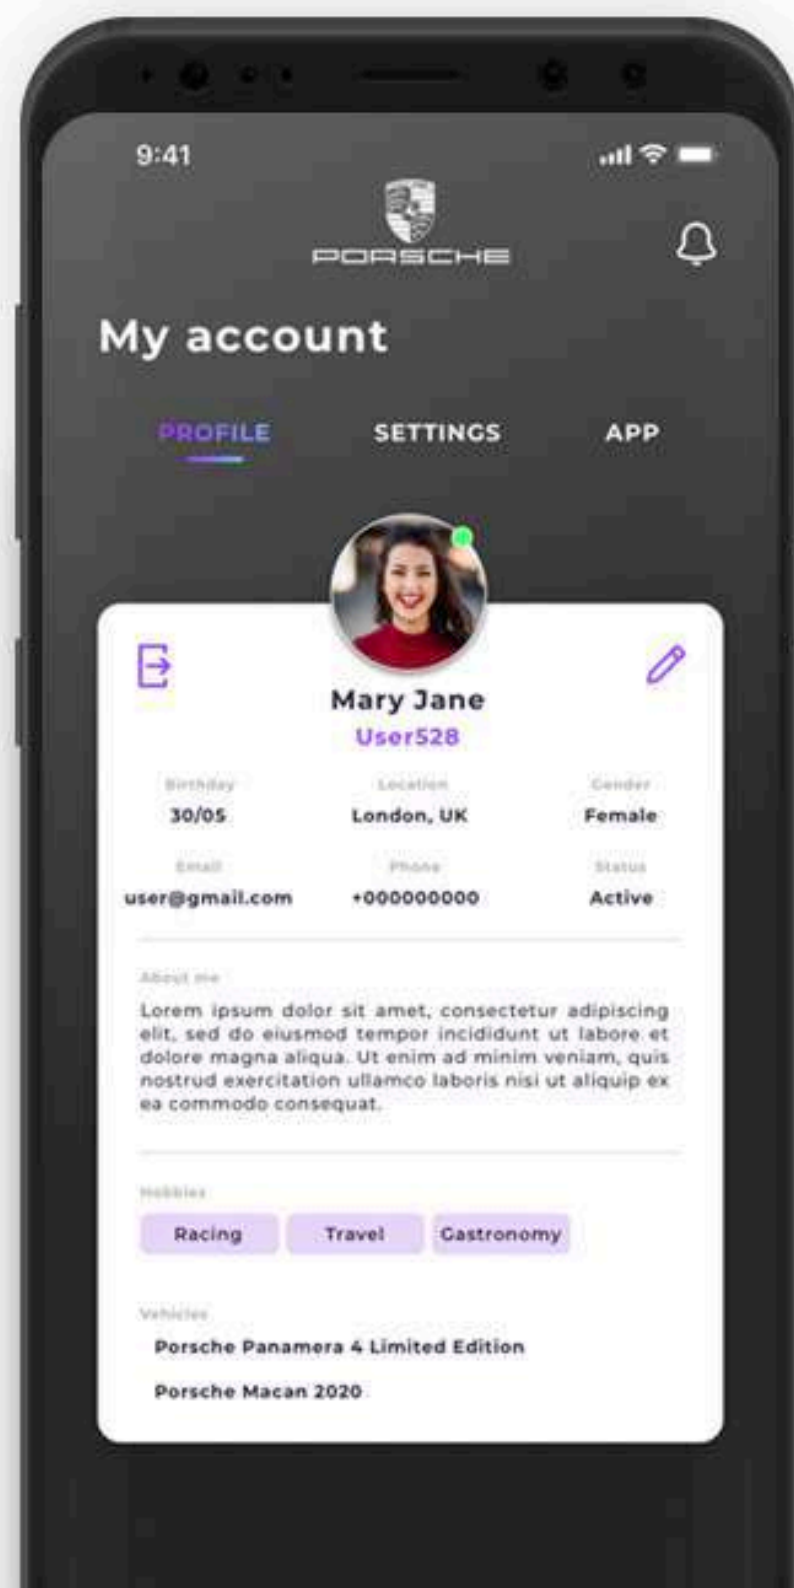 9:41
PORSCHE
My account
PROFILE SETTINGS APP
Mary Jane
User528
Birthday Location Gender
30/05 London, UK Female
Email Phone Status
user@gmail.com +000000000 Active
About me
Lorem ipsum dolor sit amet, consectetur adipiscing
elit, sed do eiusmod tempor incididunt ut labore et
dolore magna aliqua. Ut enim ad minim veniam, quis
nostrud exercitation ullamco laboris nisi ut aliquip ex
ea commodo consequat.
Hobbies
Racing Travel Gastronomy
Vehicles
Porsche Panamera 4 Limited Edition
Porsche Macan 2020